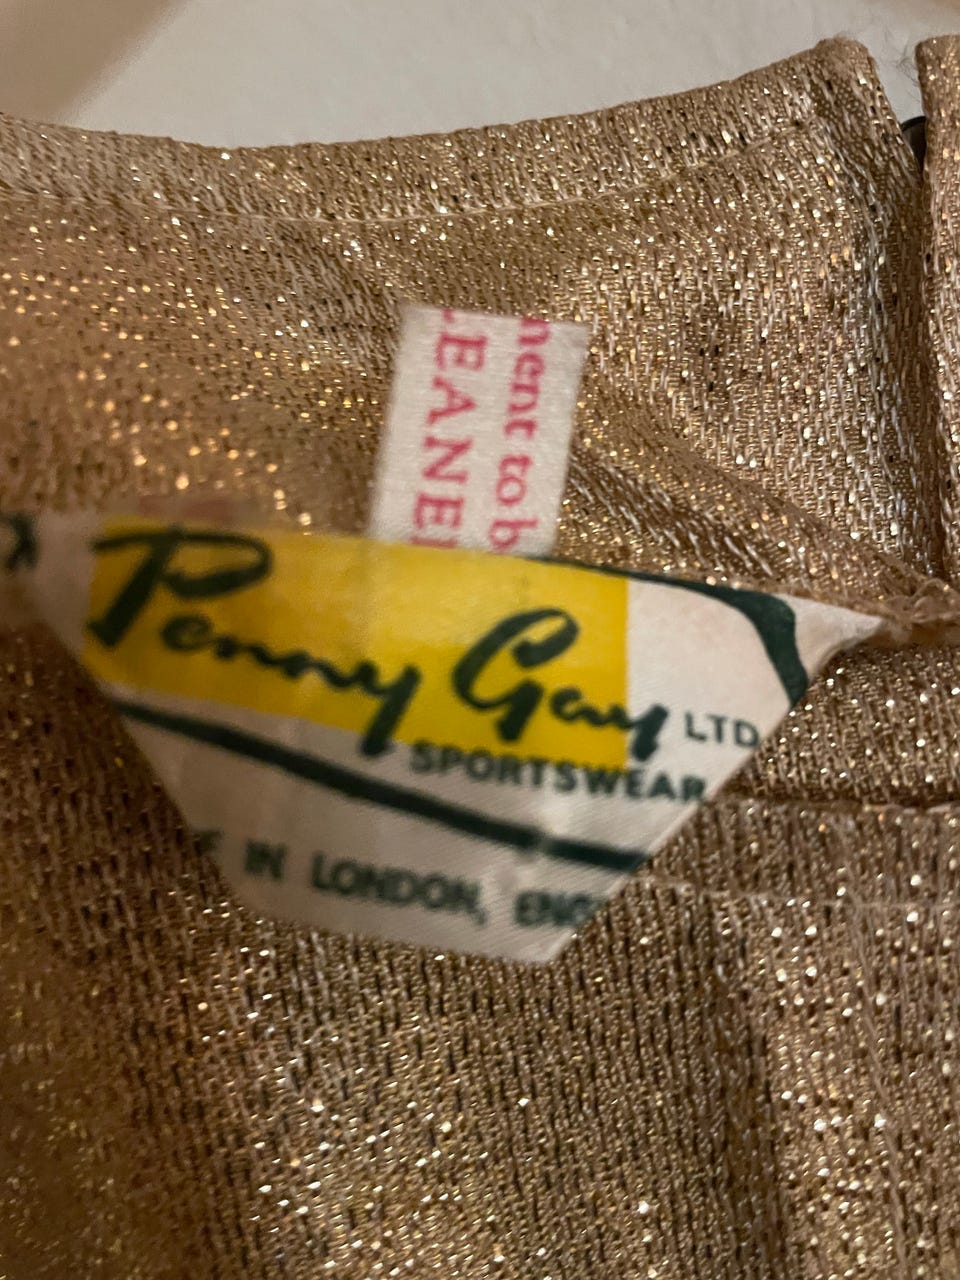 nent to b
LEANE
Penny Gay LTD
SPORTSWEAR
E IN LONDON, ENG